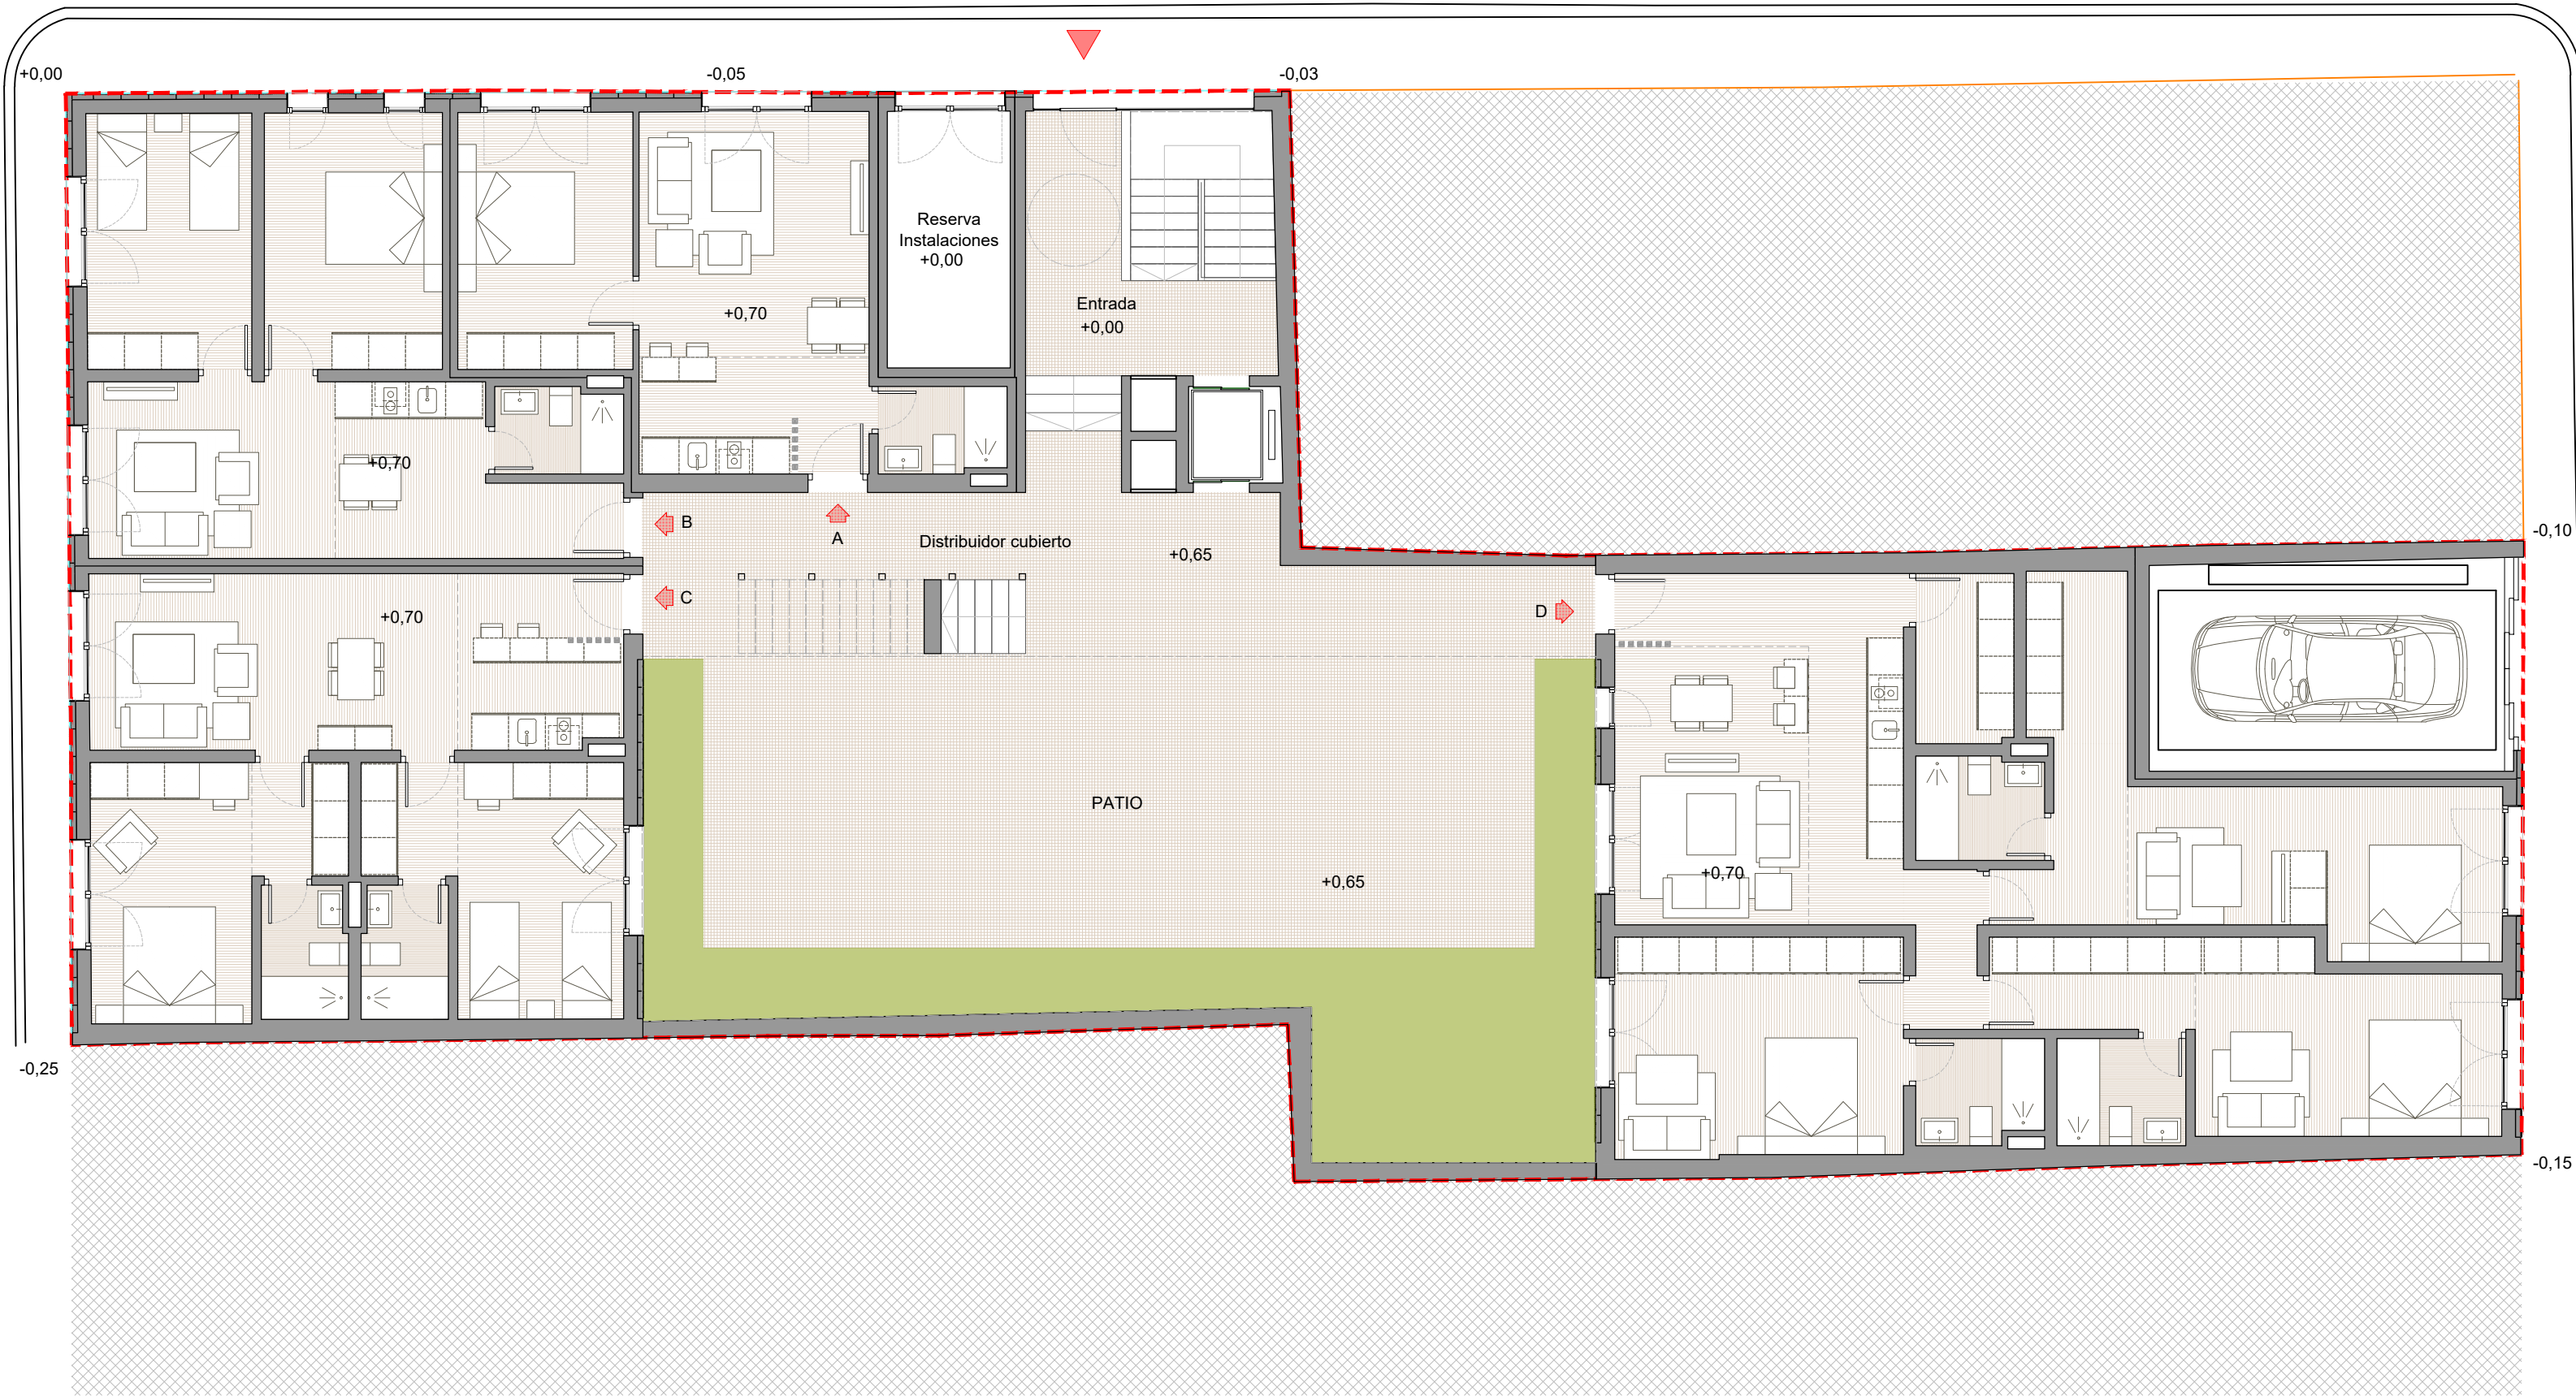 +0,00
-0,05
-0,03
Reserva
Instalaciones
+0,00
Entrada
+0,00
+0,70
+0,70
B
A
Distribuidor cubierto
+0,65
-0,10
C
D
+0,70
PATIO
+0,65
+0,70
-0,25
-0,15